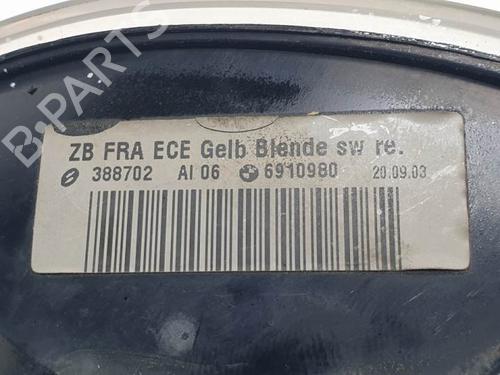 ZB FRA ECE Gelb Blende sw re.
388702 AI 06 6910980 20.09.03
B-PARTS